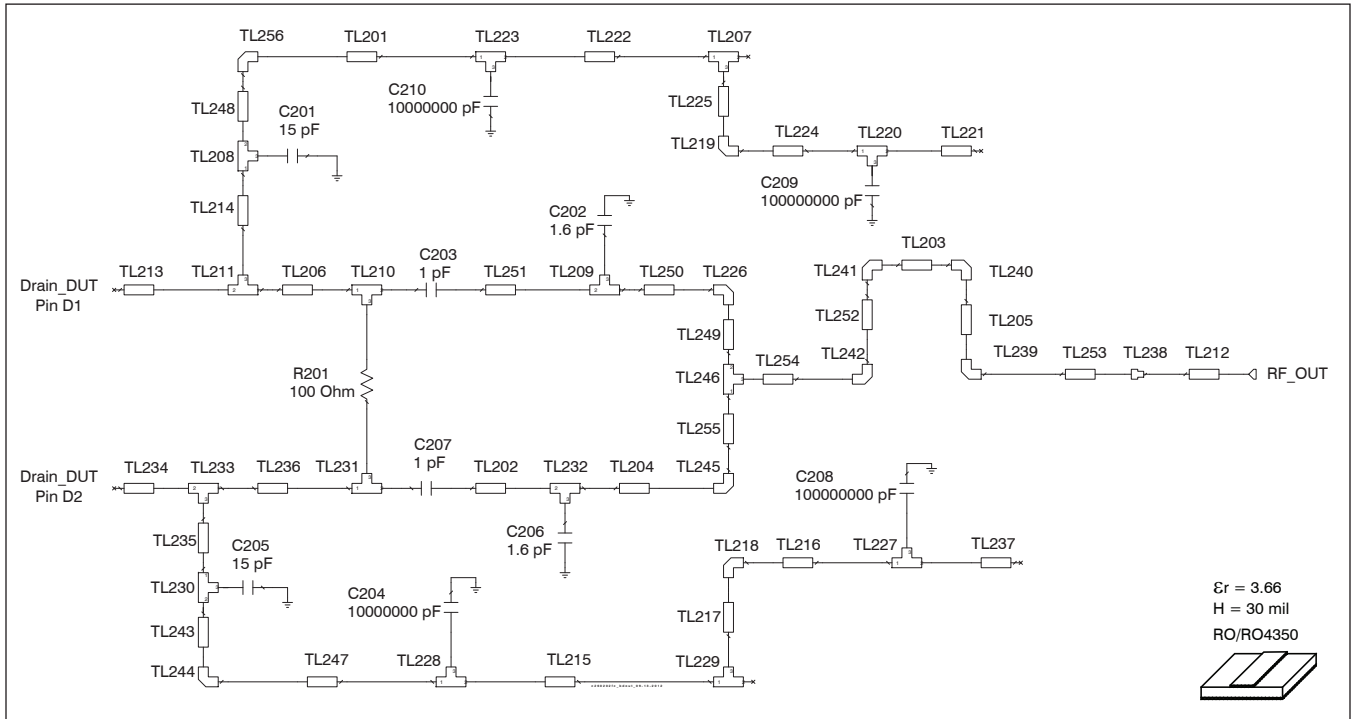 TL256 TL201 TL223 TL222 TL207
C210
10000000 pF
TL248
C201
15 pF
TL225
TL208
TL219 TL224 TL220 TL221
TL214
C209
100000000 pF
C202
1.6 pF
TL203
Drain_DUT
Pin D1
TL213 TL211 TL206 TL210
C203
1 pF
TL251 TL209 TL250 TL226
TL241 TL240
TL249 TL252 TL205
R201
100 Ohm
TL246 TL254 TL242 TL239 TL253 TL238 TL212 RF_OUT
TL255
Drain_DUT
Pin D2
TL234 TL233 TL236 TL231
C207
1 pF
TL202 TL232 TL204 TL245
C208
100000000 pF
TL235
C205
15 pF
C206
1.6 pF
TL218 TL216 TL227 TL237
TL230
C204
10000000 pF
TL243
TL217
TL244 TL247 TL228 TL215 TL229
Ɛr = 3.66
H = 30 mil
RO/RO4350